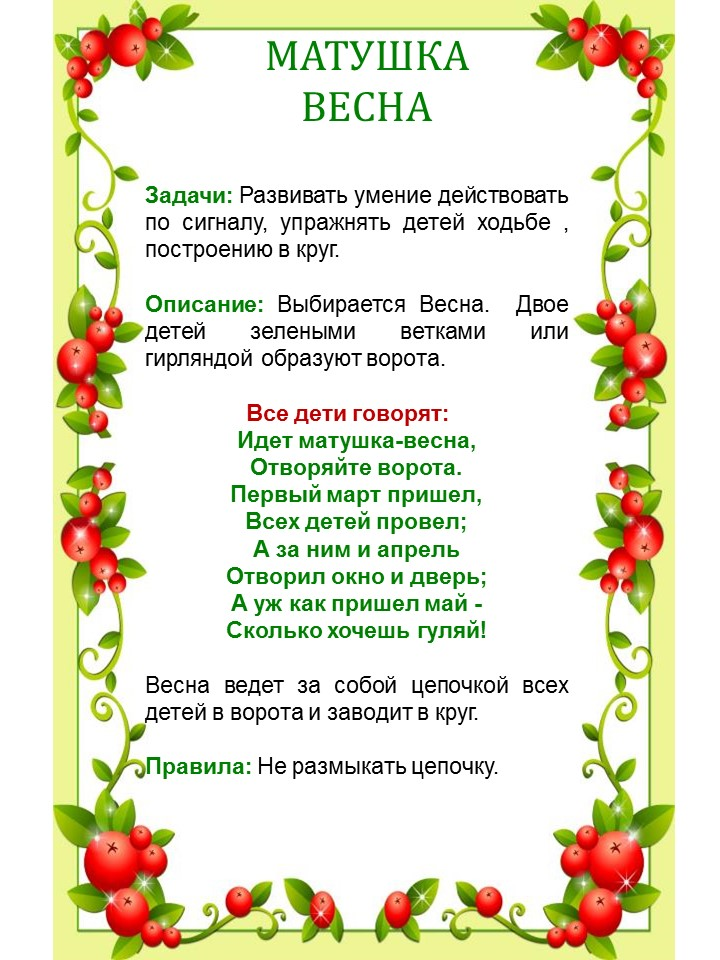 МАТУШКА
ВЕСНА
Задачи: Развивать умение действовать
по сигналу, упражнять детей ходьбе ,
построению в круг.
Описание: Выбирается Весна. Двое
детей зелеными ветками или
гирляндой образуют ворота.
Все дети говорят:
Идет матушка-весна,
Отворяйте ворота.
Первый март пришел,
Всех детей провел;
А за ним и апрель
Отворил окно и дверь;
А уж как пришел май -
Сколько хочешь гуляй!
Весна ведет за собой цепочкой всех
детей в ворота и заводит в круг.
Правила: Не размыкать цепочку.